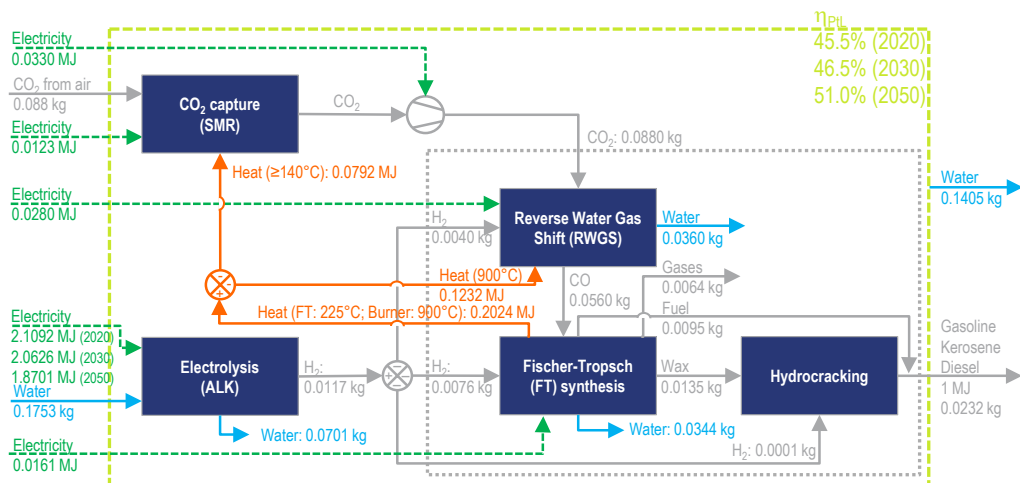 η_PtL
45.5% (2020)
46.5% (2030)
51.0% (2050)
Electricity
0.0330 MJ
CO₂ from air
0.088 kg
Electricity
0.0123 MJ
CO₂ capture
(SMR)
CO₂
CO₂: 0.0880 kg
Heat (≥140°C): 0.0792 MJ
Electricity
0.0280 MJ
H₂
0.0040 kg
Reverse Water Gas
Shift (RWGS)
Water
0.0360 kg
Water
0.1405 kg
Heat (900°C)
0.1232 MJ
CO
0.0560 kg
Gases
0.0064 kg
Heat (FT: 225°C; Burner: 900°C): 0.2024 MJ
Fuel
0.0095 kg
Electricity
2.1092 MJ (2020)
2.0626 MJ (2030)
1.8701 MJ (2050)
Water
0.1753 kg
Electrolysis
(ALK)
H₂:
0.0117 kg
H₂:
0.0076 kg
Fischer-Tropsch
(FT) synthesis
Wax
0.0135 kg
Hydrocracking
Gasoline
Kerosene
Diesel
1 MJ
0.0232 kg
Water: 0.0701 kg
Water: 0.0344 kg
Electricity
0.0161 MJ
H₂: 0.0001 kg